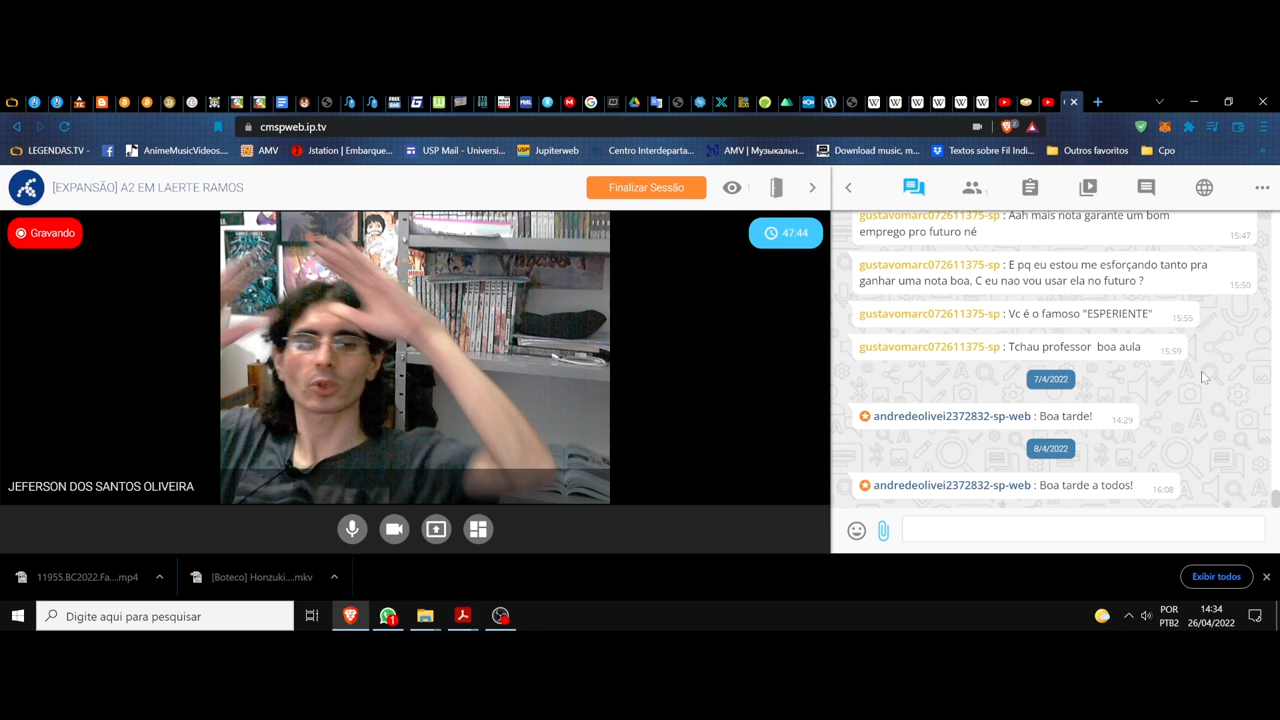 cmspweb.ip.tv
2
LEGENDAS.TV -
AnimeMusicVideos...
AMV
Jstation | Embarque...
USP Mail - Universi...
Jupiterweb
Centro Interdeparta...
AMV | Музыкальн...
Download music, m...
Textos sobre Fil Indi...
Outros favoritos
Cpo
[EXPANSÃO] A2 EM LAERTE RAMOS
Finalizar Sessão
1
1
Gravando
47:44
JEFERSON DOS SANTOS OLIVEIRA
gustavomarc072611375-sp : Aah mais nota garante um bom
emprego pro futuro né
15:47
gustavomarc072611375-sp : E pq eu estou me esforçando tanto pra
ganhar uma nota boa, C eu nao vou usar ela no futuro ?
15:50
gustavomarc072611375-sp : Vc é o famoso "ESPERIENTE"
15:55
gustavomarc072611375-sp : Tchau professor boa aula
15:59
7/4/2022
andredeolivei2372832-sp-web : Boa tarde!
14:29
8/4/2022
andredeolivei2372832-sp-web : Boa tarde a todos!
16:08
11955.BC2022.Fa....mp4
[Boteco] Honzuki....mkv
Exibir todos
Digite aqui para pesquisar
1
POR
PTB2
14:34
26/04/2022